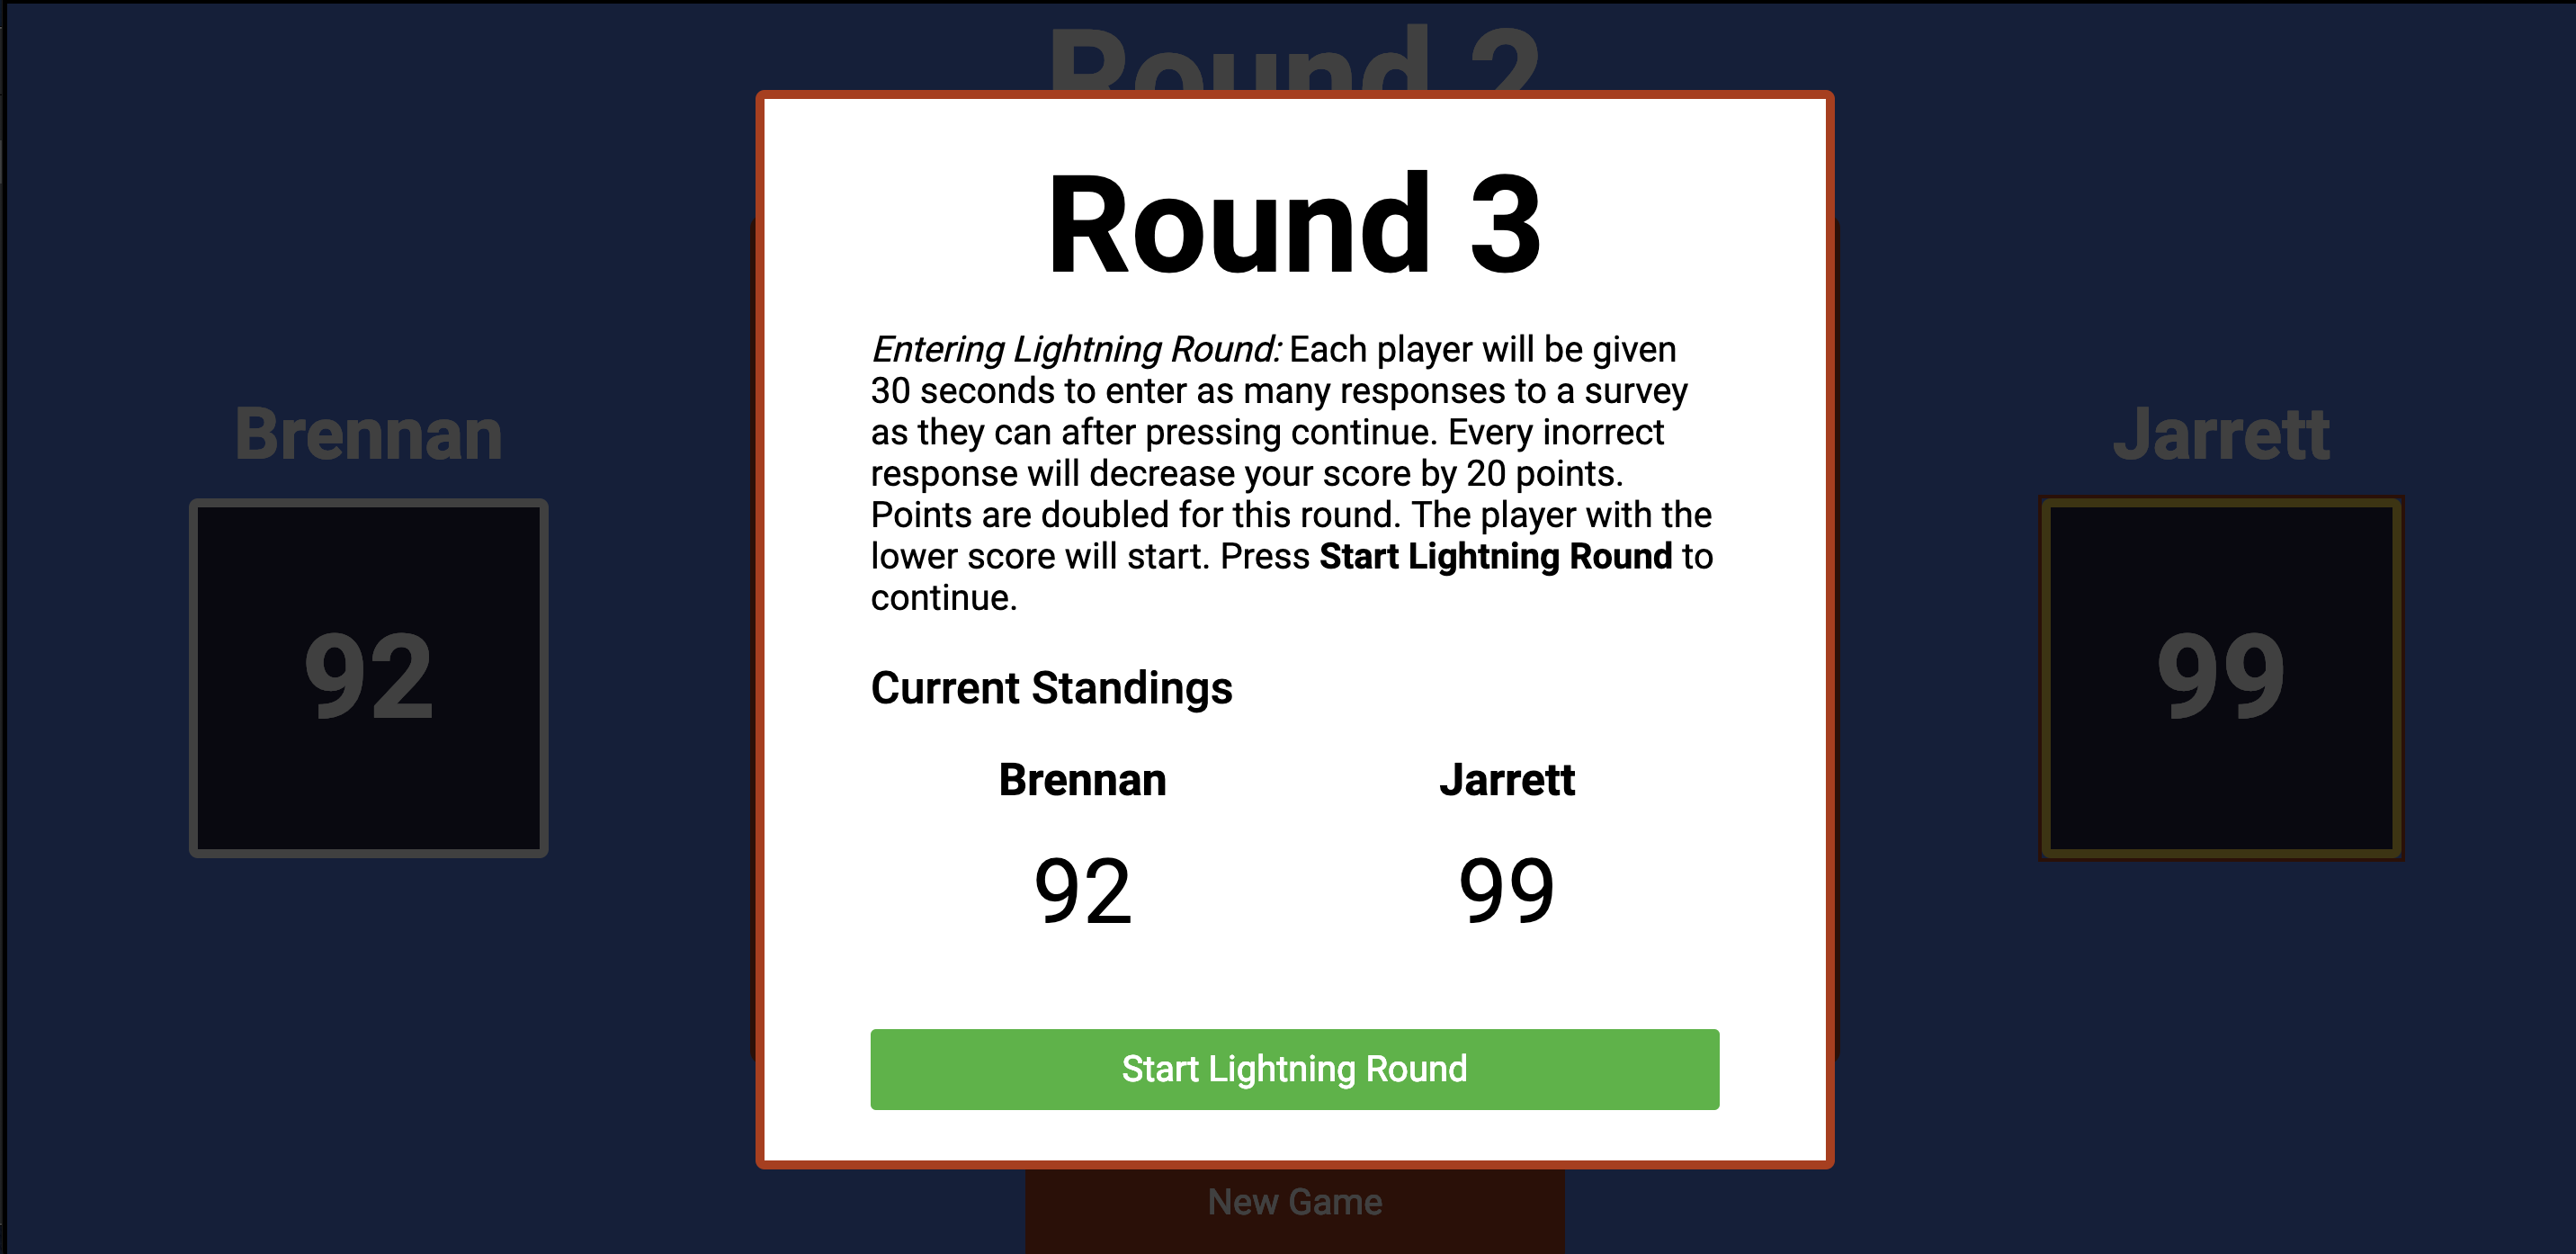 Round 2
Round 3
Entering Lightning Round: Each player will be given
30 seconds to enter as many responses to a survey
as they can after pressing continue. Every inorrect
response will decrease your score by 20 points.
Points are doubled for this round. The player with the
lower score will start. Press Start Lightning Round to
continue.
Brennan
92
Jarrett
99
Current Standings
Brennan Jarrett
92 99
Start Lightning Round
New Game